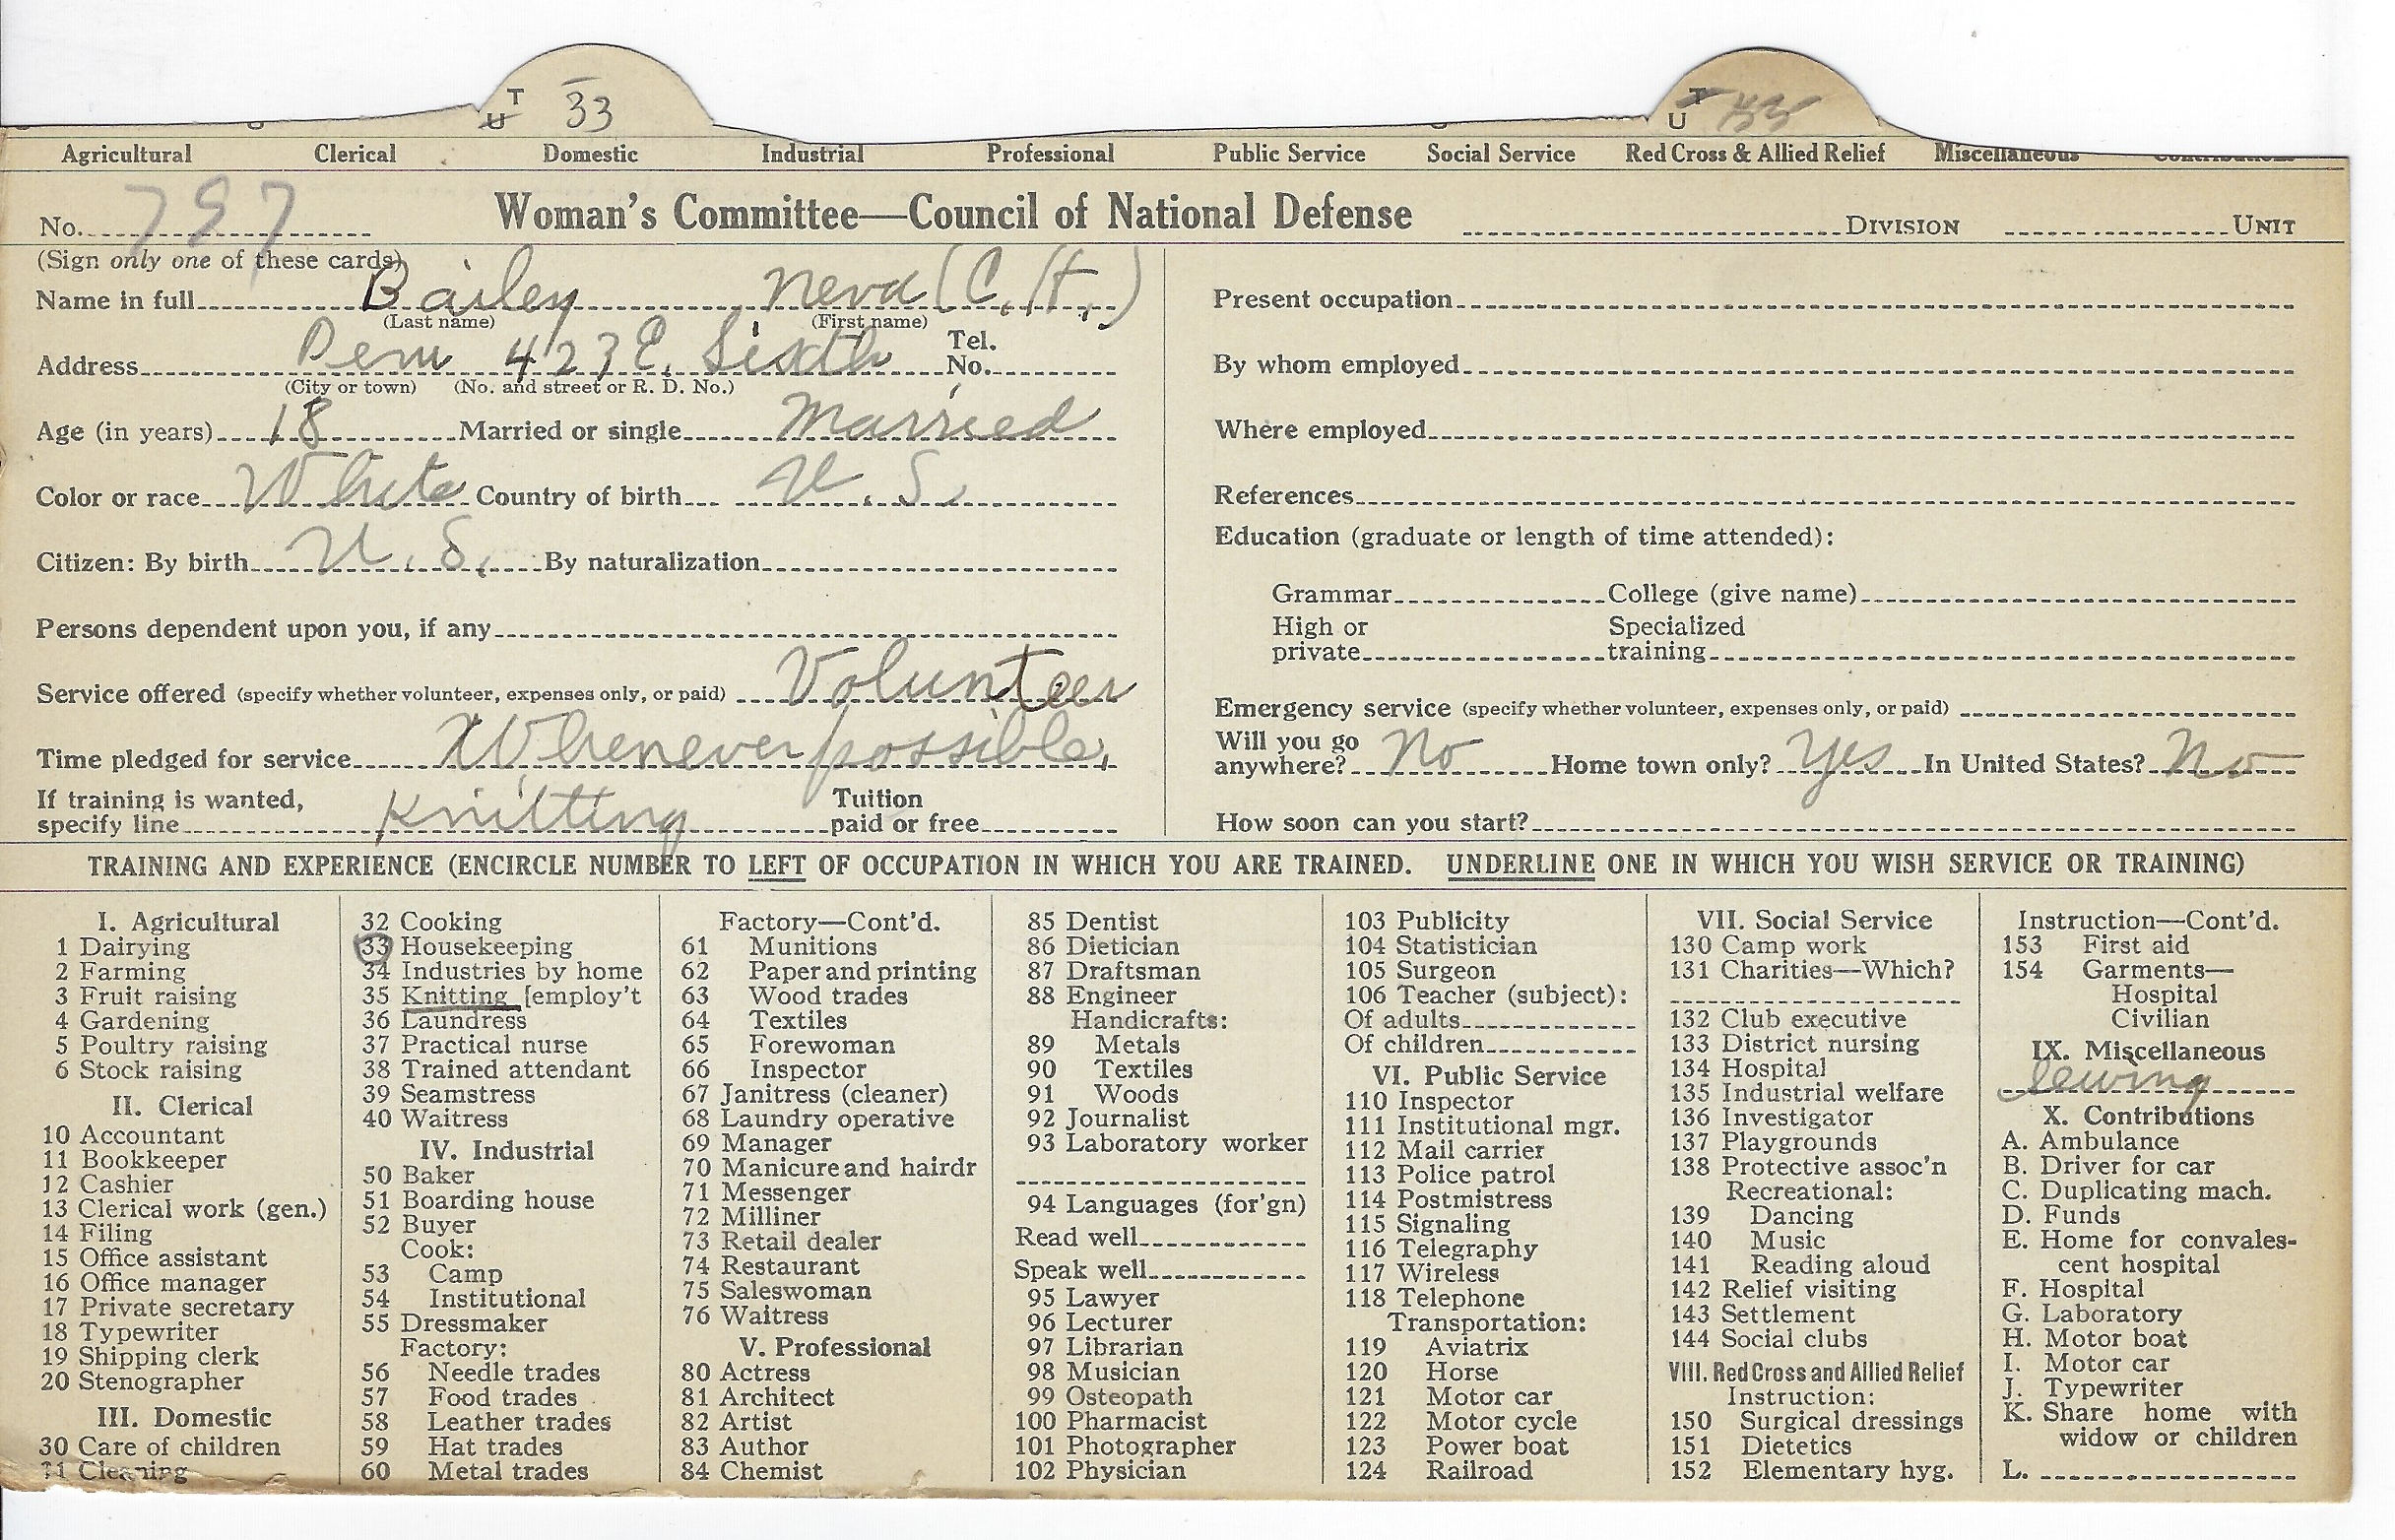 T 33
U
T
U
Agricultural Clerical Domestic Industrial Professional Public Service Social Service Red Cross & Allied Relief Miscellaneous Contributions
No. 797 Woman's Committee—Council of National Defense DIVISION UNIT
(Sign only one of these cards)
Name in full Bailey Neva (C. H.)
(Last name) (First name)
Address Peru 423 E. Sixth Tel. No.
(City or town) (No. and street or R. D. No.)
Age (in years) 18 Married or single Married
Color or race White Country of birth U. S.
Citizen: By birth U. S. By naturalization
Persons dependent upon you, if any
Service offered (specify whether volunteer, expenses only, or paid) Volunteer
Time pledged for service Whenever possible,
If training is wanted,
specify line Knitting Tuition paid or free
Present occupation
By whom employed
Where employed
References
Education (graduate or length of time attended):
Grammar College (give name)
High or private Specialized training
Emergency service (specify whether volunteer, expenses only, or paid)
Will you go anywhere? No Home town only? Yes In United States? No
How soon can you start?
TRAINING AND EXPERIENCE (ENCIRCLE NUMBER TO LEFT OF OCCUPATION IN WHICH YOU ARE TRAINED. UNDERLINE ONE IN WHICH YOU WISH SERVICE OR TRAINING)
I. Agricultural
1 Dairying
2 Farming
3 Fruit raising
4 Gardening
5 Poultry raising
6 Stock raising
II. Clerical
10 Accountant
11 Bookkeeper
12 Cashier
13 Clerical work (gen.)
14 Filing
15 Office assistant
16 Office manager
17 Private secretary
18 Typewriter
19 Shipping clerk
20 Stenographer
III. Domestic
30 Care of children
31 Cleaning
32 Cooking
33 Housekeeping
34 Industries by home
35 Knitting [employ't
36 Laundress
37 Practical nurse
38 Trained attendant
39 Seamstress
40 Waitress
IV. Industrial
50 Baker
51 Boarding house
52 Buyer
Cook:
53 Camp
54 Institutional
55 Dressmaker
Factory:
56 Needle trades
57 Food trades
58 Leather trades
59 Hat trades
60 Metal trades
Factory—Cont'd.
61 Munitions
62 Paper and printing
63 Wood trades
64 Textiles
65 Forewoman
66 Inspector
67 Janitress (cleaner)
68 Laundry operative
69 Manager
70 Manicure and hairdr
71 Messenger
72 Milliner
73 Retail dealer
74 Restaurant
75 Saleswoman
76 Waitress
V. Professional
80 Actress
81 Architect
82 Artist
83 Author
84 Chemist
85 Dentist
86 Dietician
87 Draftsman
88 Engineer
Handicrafts:
89 Metals
90 Textiles
91 Woods
92 Journalist
93 Laboratory worker
94 Languages (for'gn)
Read well
Speak well
95 Lawyer
96 Lecturer
97 Librarian
98 Musician
99 Osteopath
100 Pharmacist
101 Photographer
102 Physician
103 Publicity
104 Statistician
105 Surgeon
106 Teacher (subject):
Of adults
Of children
VI. Public Service
110 Inspector
111 Institutional mgr.
112 Mail carrier
113 Police patrol
114 Postmistress
115 Signaling
116 Telegraphy
117 Wireless
118 Telephone
Transportation:
119 Aviatrix
120 Horse
121 Motor car
122 Motor cycle
123 Power boat
124 Railroad
VII. Social Service
130 Camp work
131 Charities—Which?
132 Club executive
133 District nursing
134 Hospital
135 Industrial welfare
136 Investigator
137 Playgrounds
138 Protective assoc'n
Recreational:
139 Dancing
140 Music
141 Reading aloud
142 Relief visiting
143 Settlement
144 Social clubs
VIII. Red Cross and Allied Relief
Instruction:
150 Surgical dressings
151 Dietetics
152 Elementary hyg.
Instruction—Cont'd.
153 First aid
154 Garments—
Hospital
Civilian
IX. Miscellaneous
Sewing
X. Contributions
A. Ambulance
B. Driver for car
C. Duplicating mach.
D. Funds
E. Home for convales-
cent hospital
F. Hospital
G. Laboratory
H. Motor boat
I. Motor car
J. Typewriter
K. Share home with
widow or children
L.